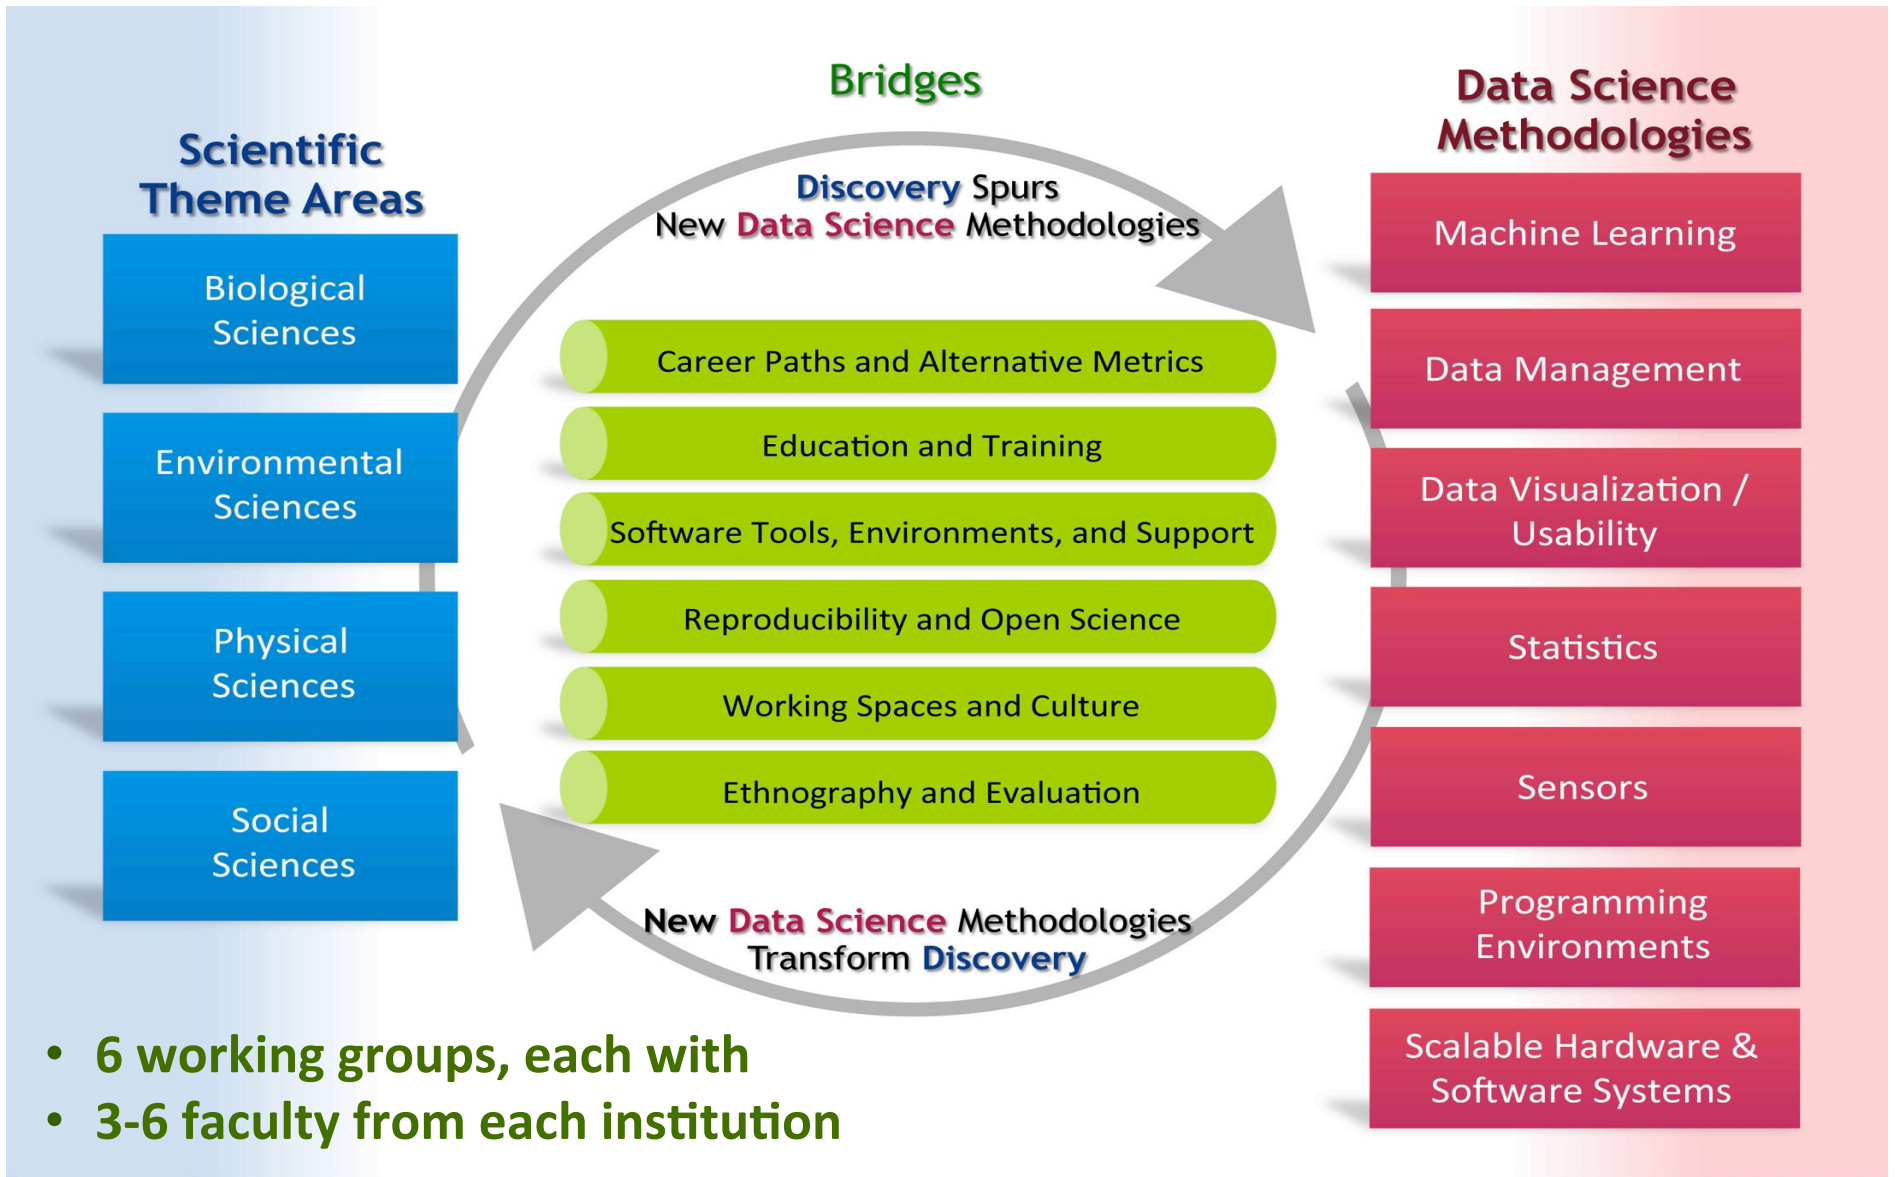 Bridges
Scientific
Theme Areas
Biological
Sciences
Environmental
Sciences
Physical
Sciences
Social
Sciences
Discovery Spurs
New Data Science Methodologies
Career Paths and Alternative Metrics
Education and Training
Software Tools, Environments, and Support
Reproducibility and Open Science
Working Spaces and Culture
Ethnography and Evaluation
New Data Science Methodologies
Transform Discovery
Data Science
Methodologies
Machine Learning
Data Management
Data Visualization /
Usability
Statistics
Sensors
Programming
Environments
Scalable Hardware &
Software Systems
• 6 working groups, each with
• 3-6 faculty from each institution